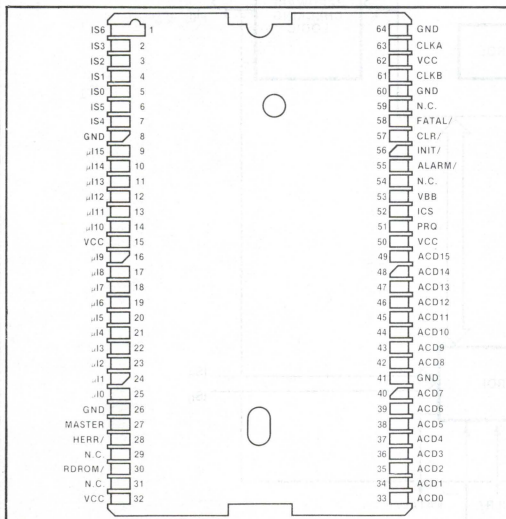 IS6 1 64 GND
IS3 2 63 CLKA
IS2 3 62 VCC
IS1 4 61 CLKB
IS0 5 60 GND
IS5 6 59 N.C.
IS4 7 58 FATAL/
GND 8 57 CLR/
µI15 9 56 INIT/
µI14 10 55 ALARM/
µI13 11 54 N.C.
µI12 12 53 VBB
µI11 13 52 ICS
µI10 14 51 PRQ
VCC 15 50 VCC
µI9 16 49 ACD15
µI8 17 48 ACD14
µI7 18 47 ACD13
µI6 19 46 ACD12
µI5 20 45 ACD11
µI4 21 44 ACD10
µI3 22 43 ACD9
µI2 23 42 ACD8
µI1 24 41 GND
µI0 25 40 ACD7
GND 26 39 ACD6
MASTER 27 38 ACD5
HERR/ 28 37 ACD4
N.C. 29 36 ACD3
RDROM/ 30 35 ACD2
N.C. 31 34 ACD1
VCC 32 33 ACD0